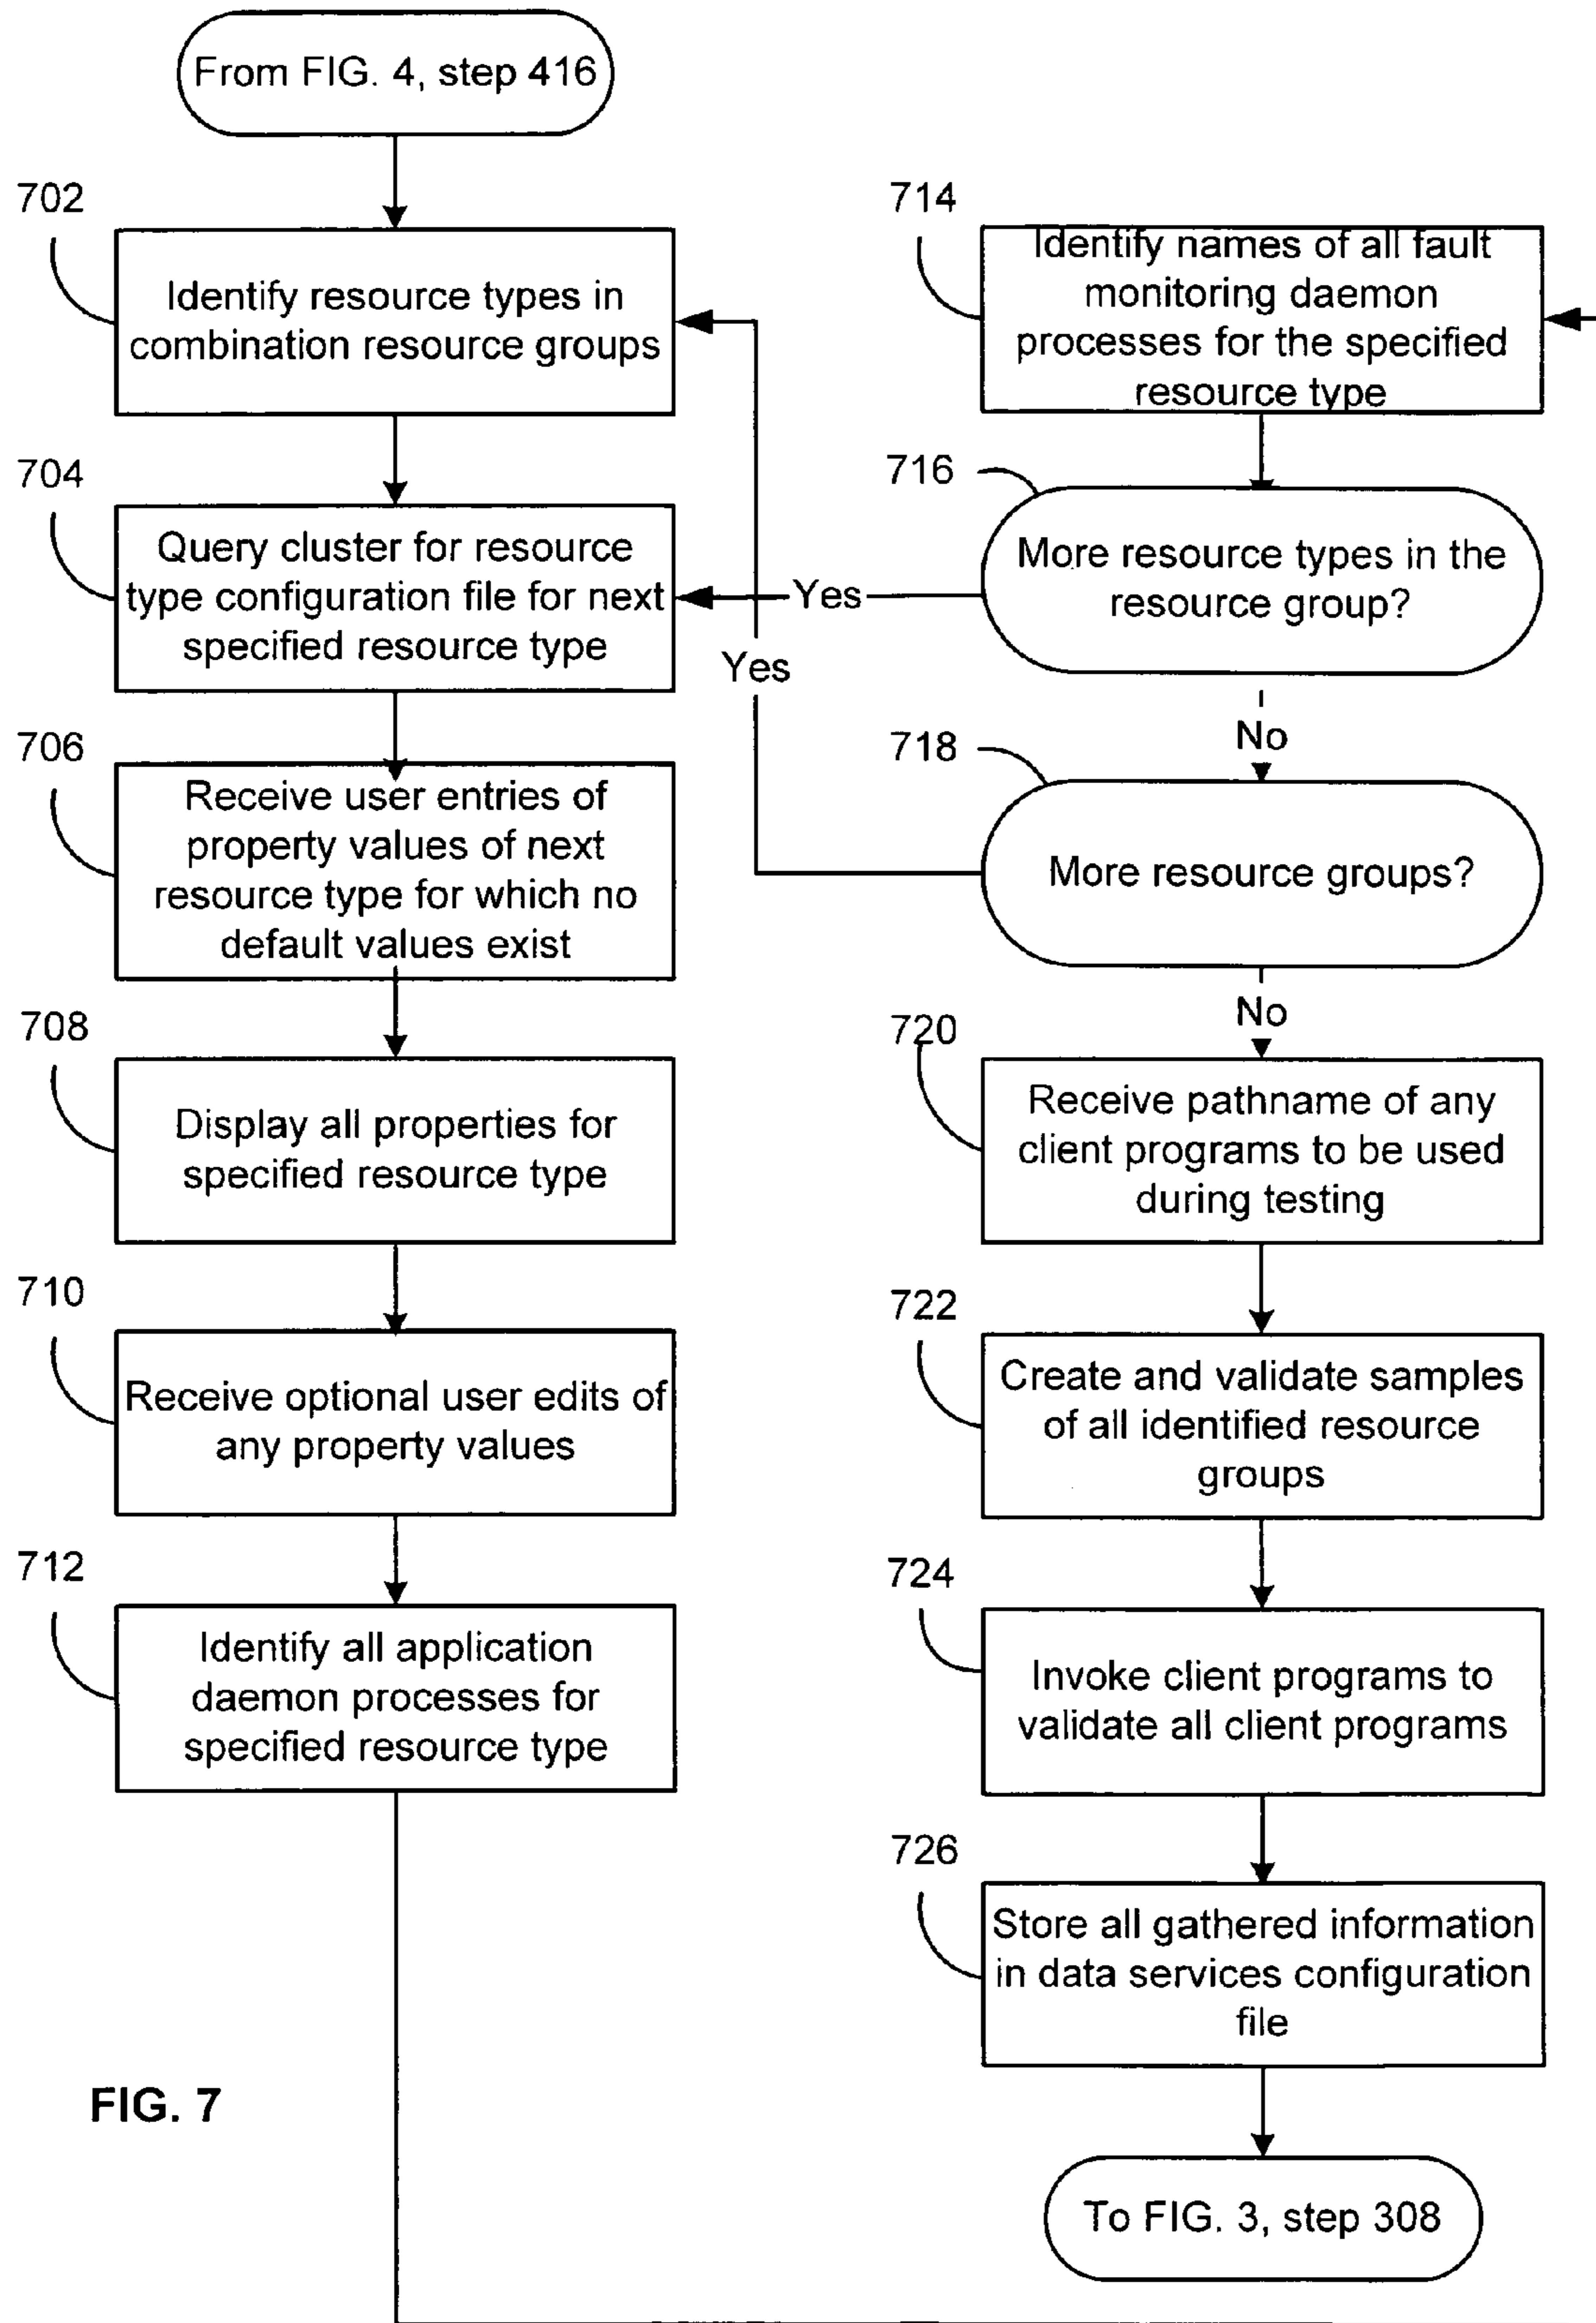 From FIG. 4, step 416
702
Identify resource types in
combination resource groups
704
Query cluster for resource
type configuration file for next
specified resource type
706
Receive user entries of
property values of next
resource type for which no
default values exist
708
Display all properties for
specified resource type
710
Receive optional user edits of
any property values
712
Identify all application
daemon processes for
specified resource type
714
Identify names of all fault
monitoring daemon
processes for the specified
resource type
716
More resource types in the
resource group?
Yes
Yes
No
718
More resource groups?
No
720
Receive pathname of any
client programs to be used
during testing
722
Create and validate samples
of all identified resource
groups
724
Invoke client programs to
validate all client programs
726
Store all gathered information
in data services configuration
file
To FIG. 3, step 308
FIG. 7